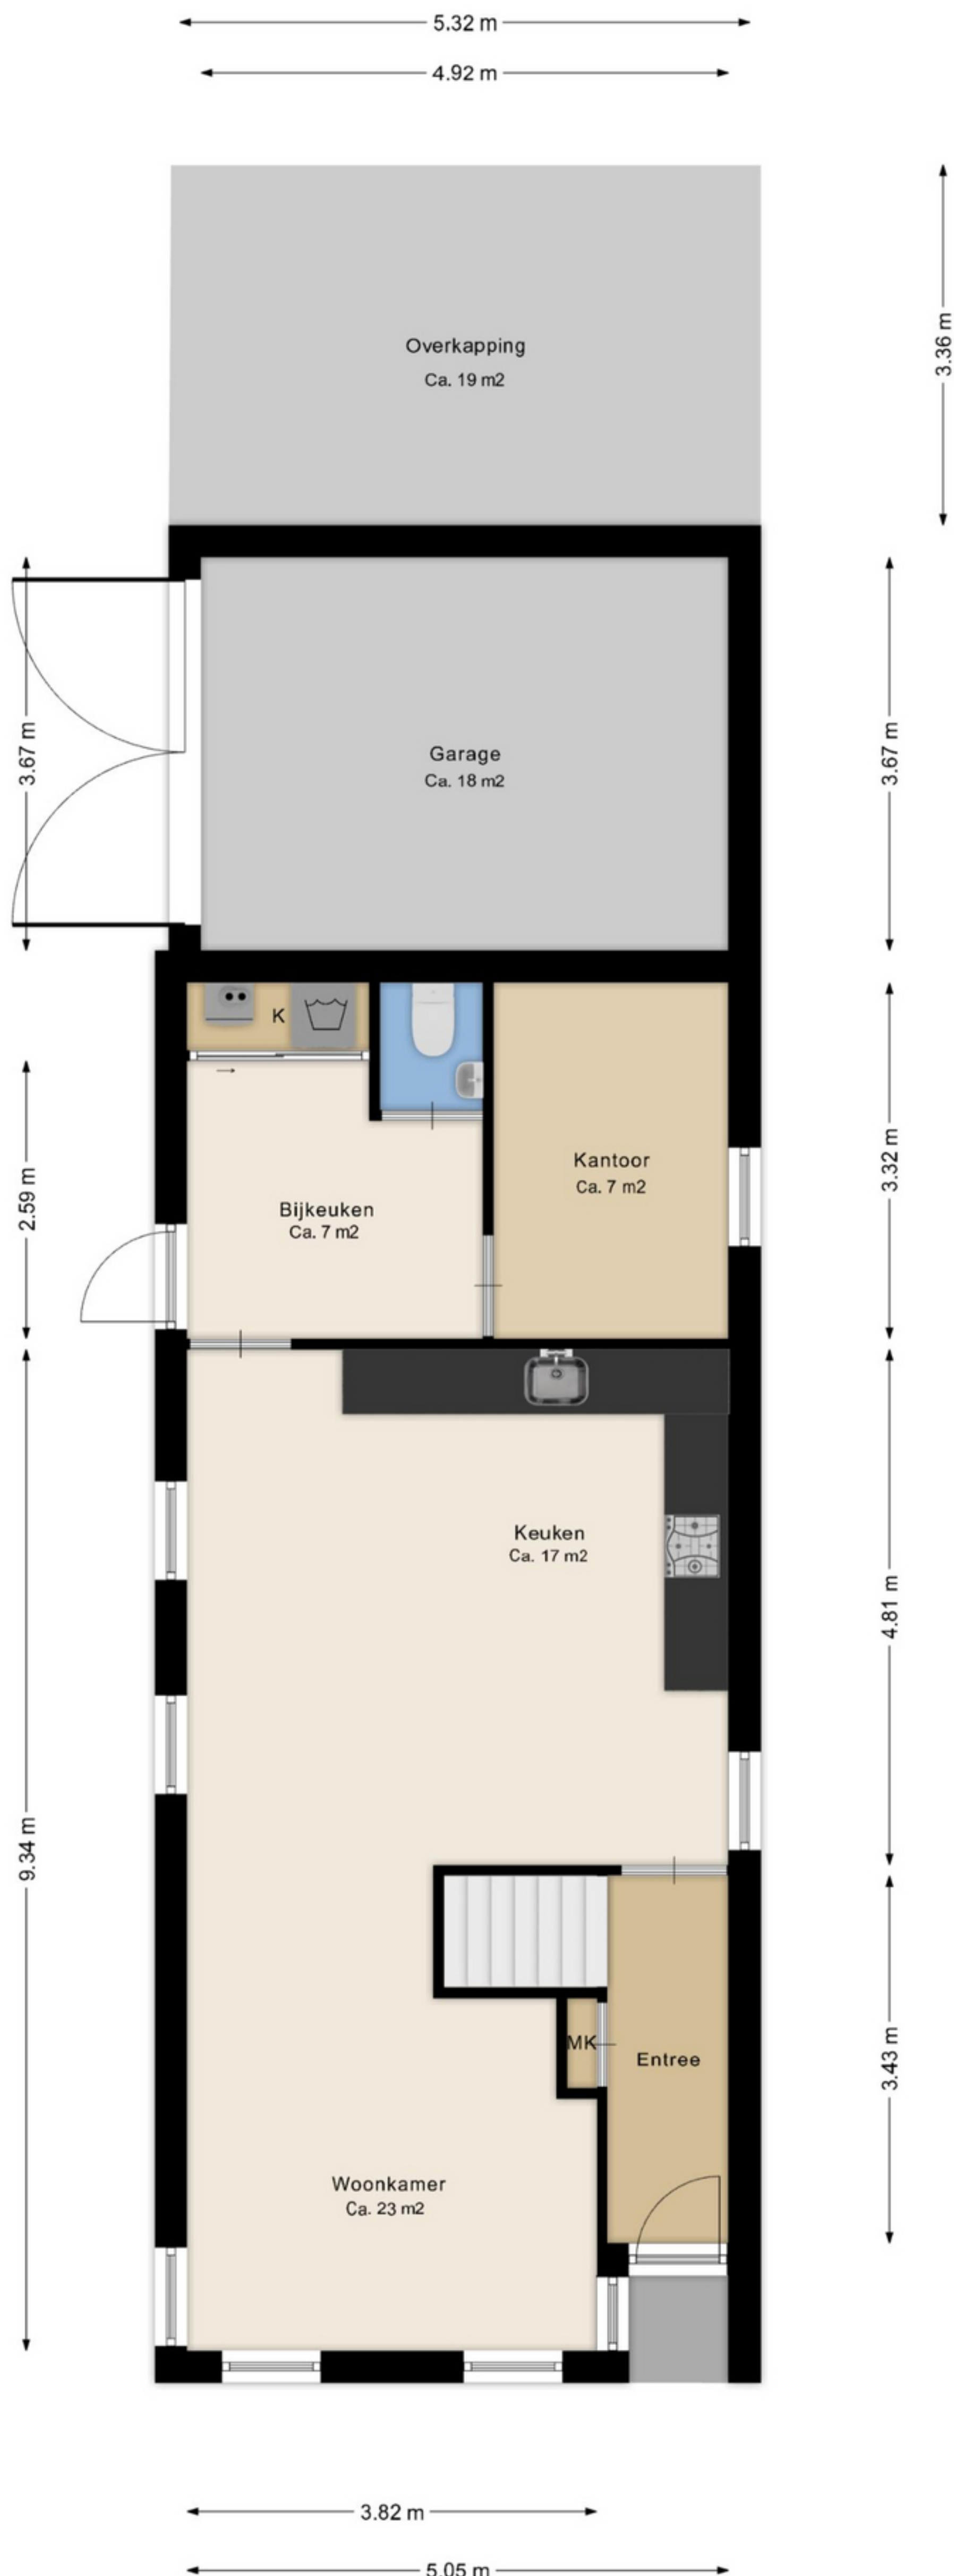 5.32 m
4.92 m
3.36 m
Overkapping
Ca. 19 m2
3.67 m
3.67 m
Garage
Ca. 18 m2
K
2.59 m
3.32 m
Kantoor
Ca. 7 m2
Bijkeuken
Ca. 7 m2
Keuken
Ca. 17 m2
4.81 m
9.34 m
MK
Entree
3.43 m
Woonkamer
Ca. 23 m2
3.82 m
5.05 m